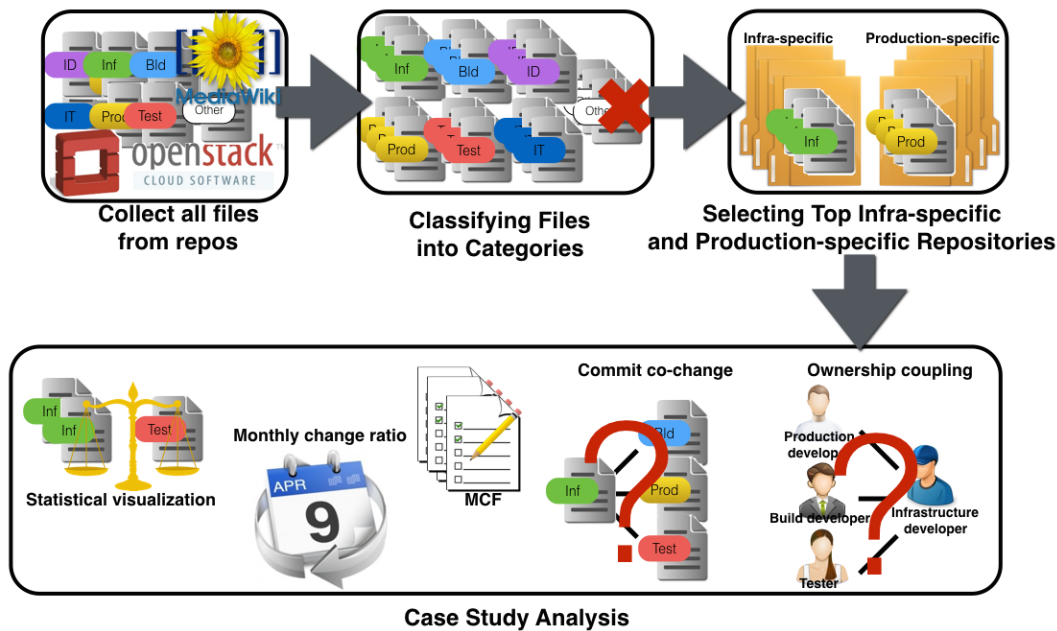 ID Inf Bld
MediaWiki
IT Prod Test Other
openstack™
CLOUD SOFTWARE
Collect all files
from repos
Inf Bld ID
Other
Prod Test IT
Classifying Files
into Categories
Infra-specific Production-specific
Inf Prod
Selecting Top Infra-specific
and Production-specific Repositories
Inf
Inf Test
Statistical visualization
Monthly change ratio
APR
9
MCF
Commit co-change
Bld
Inf Prod
Test
Ownership coupling
Production
develop
Build developer
Infrastructure
developer
Tester
Case Study Analysis